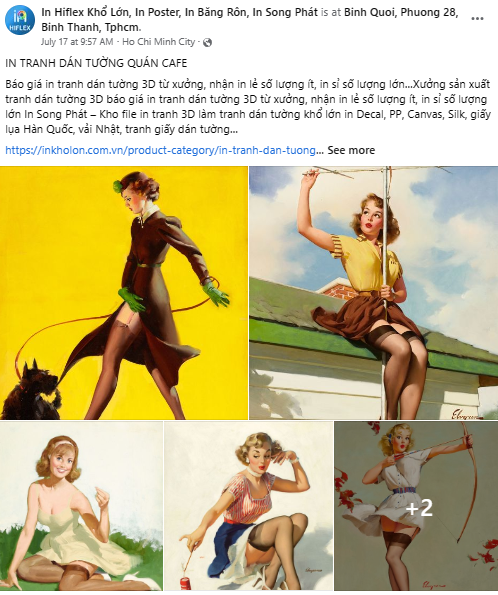 In Hiflex Khổ Lớn, In Poster, In Băng Rôn, In Song Phát is at Bình Quoi, Phuong 28,
Binh Thanh, Tphcm.
July 17 at 9:57 AM · Ho Chi Minh City ·
IN TRANH DÁN TƯỜNG QUÁN CAFE
Báo giá in tranh dán tường 3D từ xưởng, nhận in lẻ số lượng ít, in sỉ số lượng lớn...Xưởng sản xuất
tranh dán tường 3D báo giá in tranh dán tường 3D từ xưởng, nhận in lẻ số ít, in sỉ số lượng
lớn In Song Phát – Kho file in tranh 3D làm tranh dán tường khổ lớn in Decal, PP, Canvas, Silk, giấy
lụa Hàn Quốc, vải Nhật, tranh giấy dán tường...
https://inkholon.com.vn/product-category/in-tranh-dan-tuong... See more
HIFLEX
Elvgren
+2